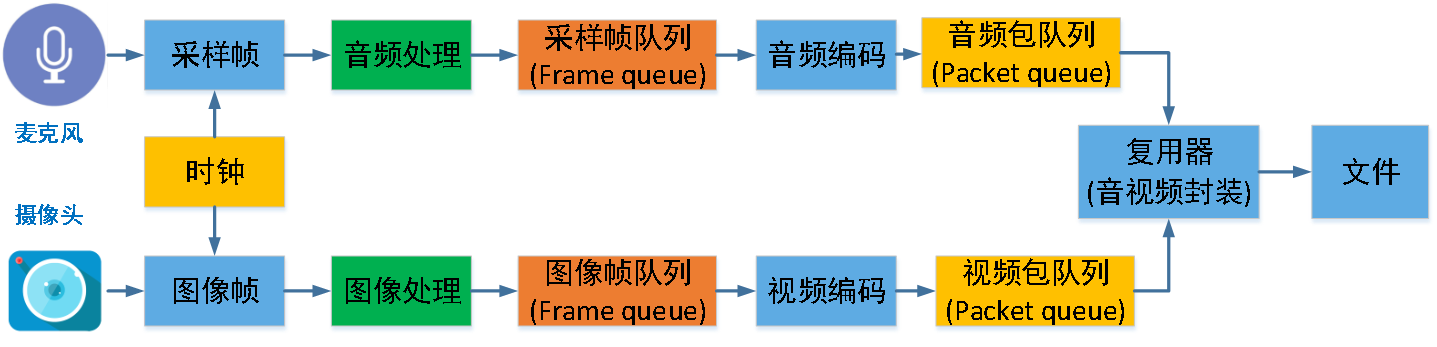 采样帧
音频处理
采样帧队列
(Frame queue)
音频编码
音频包队列
(Packet queue)
麦克风
时钟
复用器
(音视频封装)
文件
摄像头
图像帧
图像处理
图像帧队列
(Frame queue)
视频编码
视频包队列
(Packet queue)